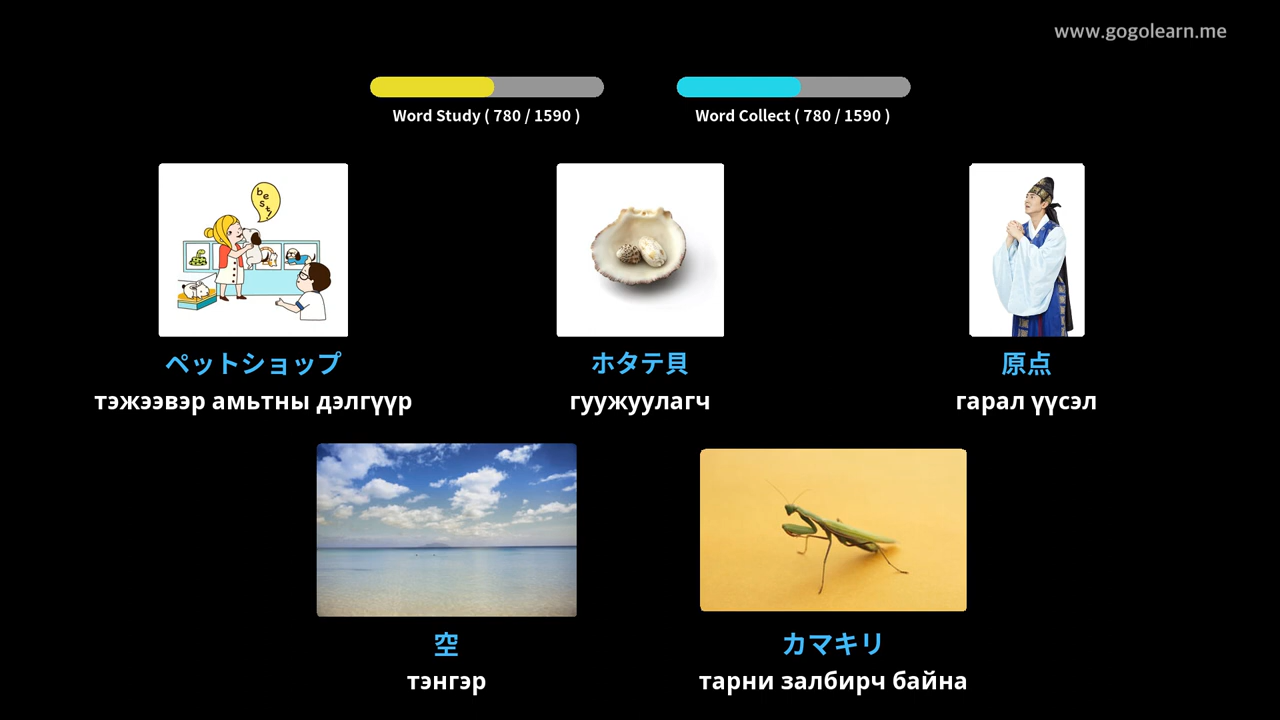 www.gogolearn.me
Word Study ( 780 / 1590 )
Word Collect ( 780 / 1590 )
best!
ペットショップ
тэжээвэр амьтны дэлгүүр
ホタテ貝
гуужуулагч
原点
гарал үүсэл
空
тэнгэр
カマキリ
тарни залбирч байна